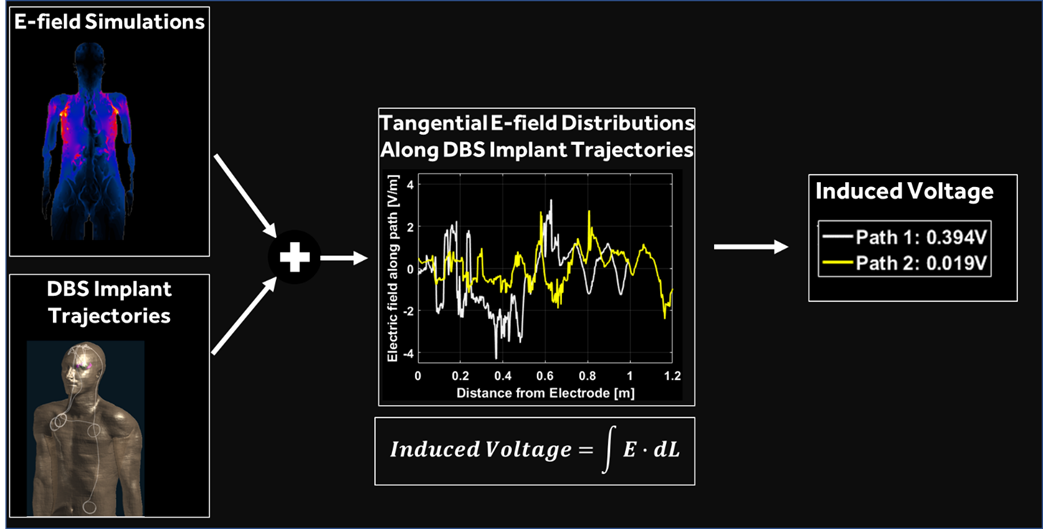 E-field Simulations
DBS Implant
Trajectories
Tangential E-field Distributions
Along DBS Implant Trajectories
Electric field along path [V/m]
4
2
0
-2
-4
0 0.2 0.4 0.6 0.8 1 1.2
Distance from Electrode [m]
Induced Voltage = ∫ E · dL
Induced Voltage
Path 1: 0.394V
Path 2: 0.019V